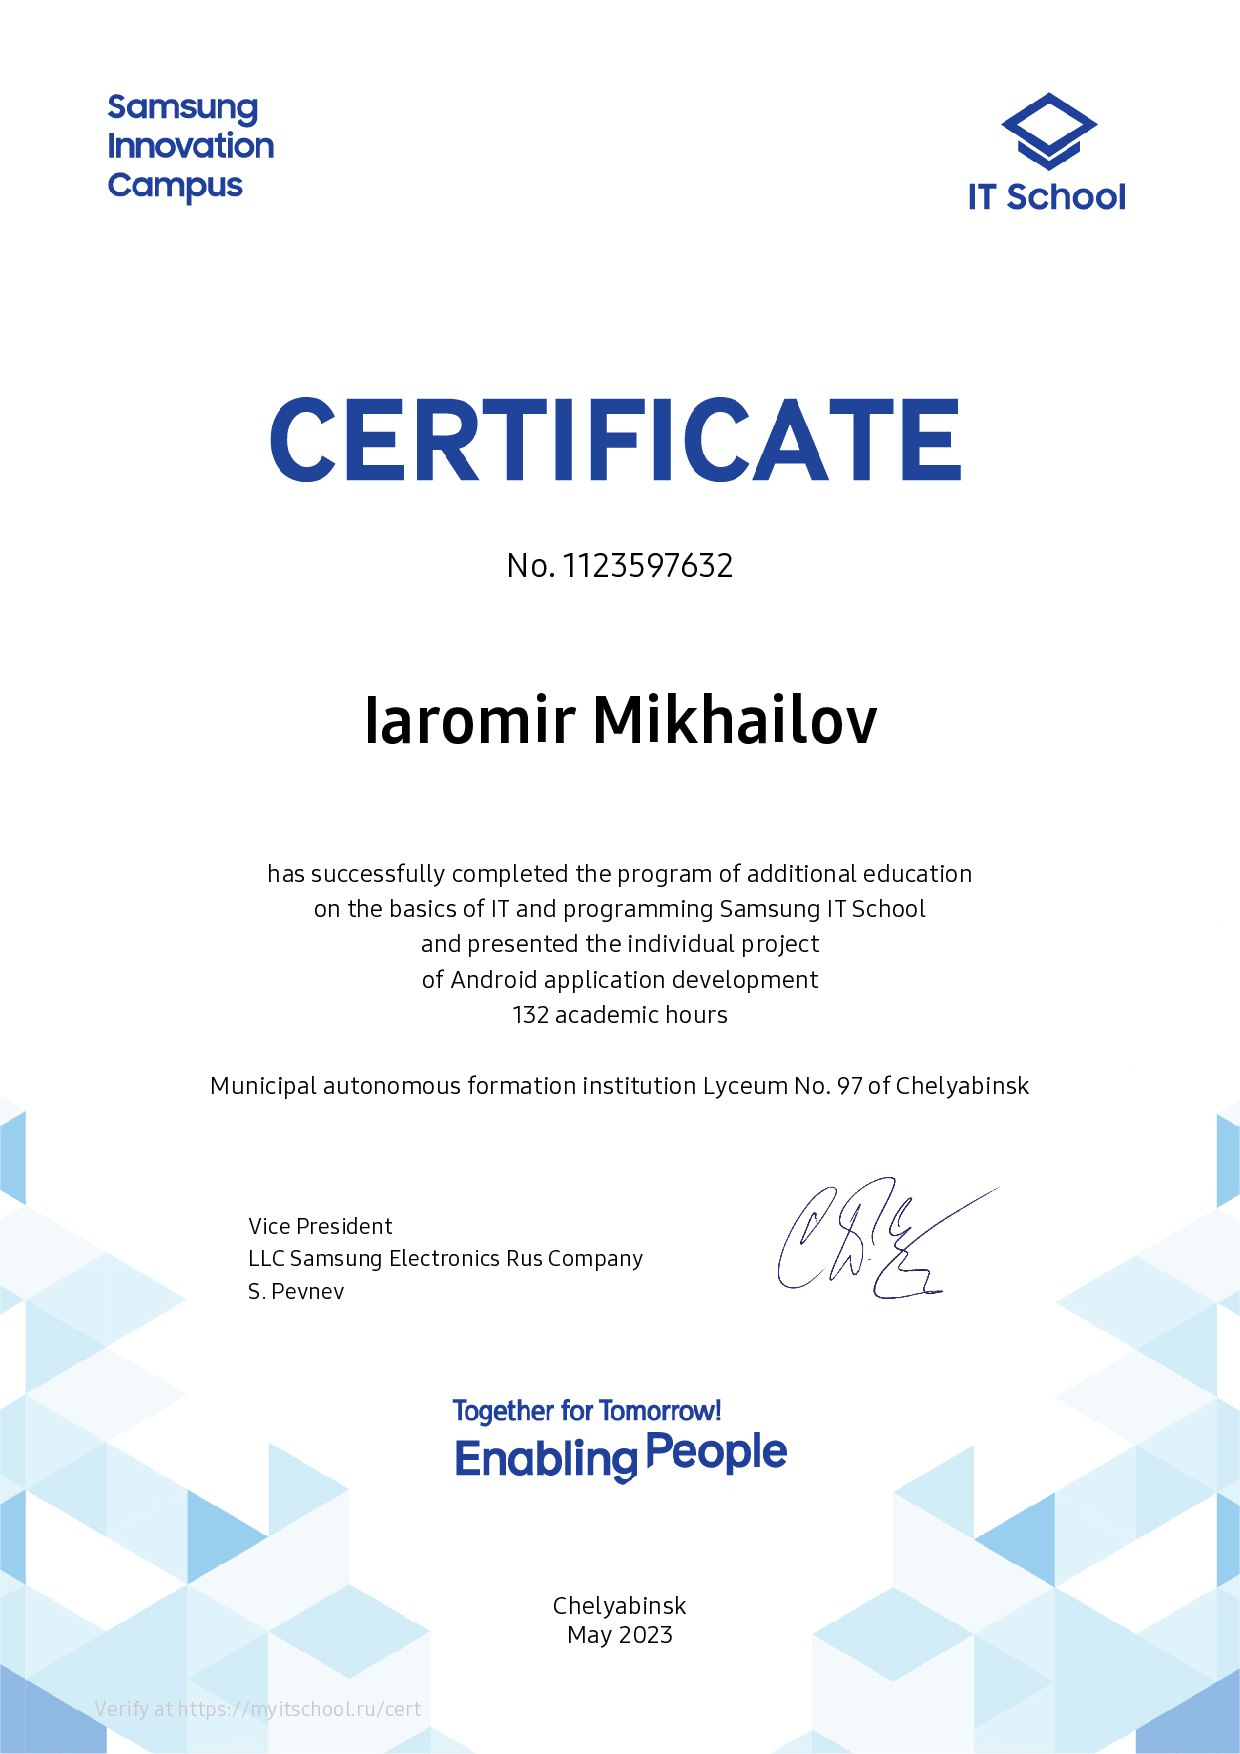 Samsung
Innovation
Campus
IT School
CERTIFICATE
No. 1123597632
Iaromir Mikhailov
has successfully completed the program of additional education
on the basics of IT and programming Samsung IT School
and presented the individual project
of Android application development
132 academic hours
Municipal autonomous formation institution Lyceum No. 97 of Chelyabinsk
Vice President
LLC Samsung Electronics Rus Company
S. Pevnev
Together for Tomorrow!
Enabling People
Chelyabinsk
May 2023
Verify at https://myitschool.ru/cert